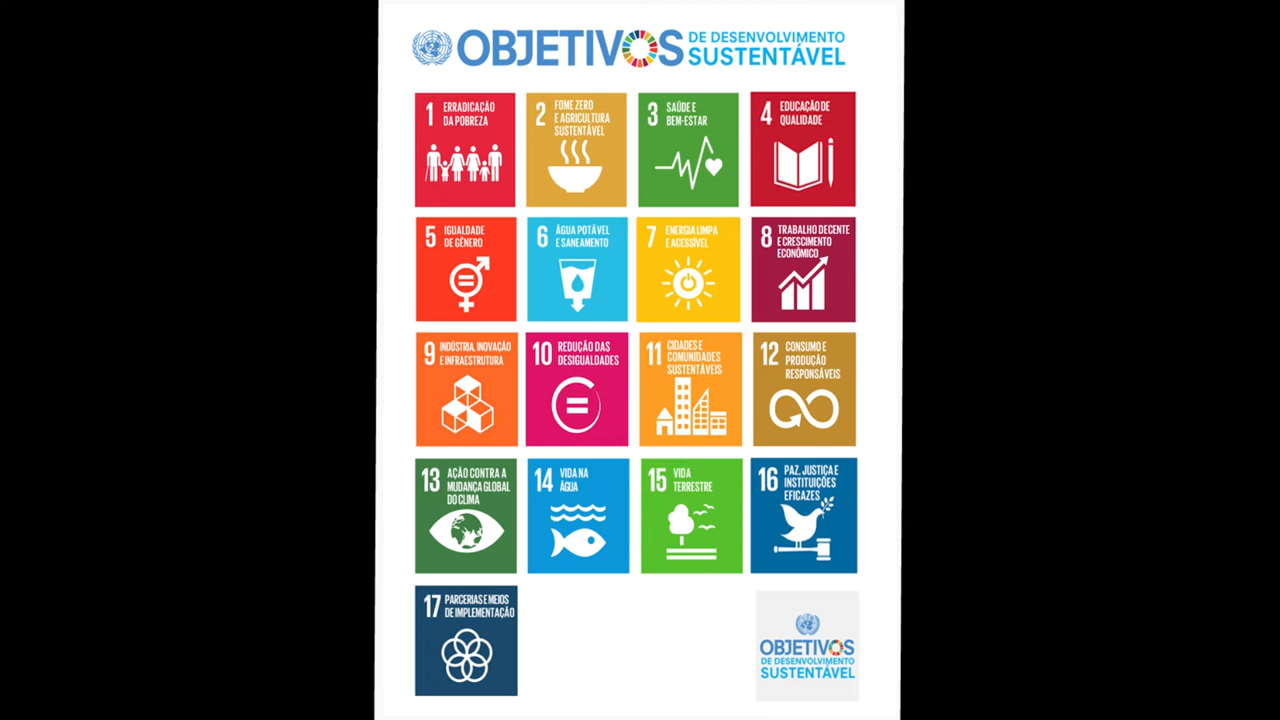 OBJETIVOS DE DESENVOLVIMENTO
SUSTENTÁVEL
1 ERRADICAÇÃO
DA POBREZA
2 FOME ZERO
E AGRICULTURA
SUSTENTÁVEL
3 SAÚDE E
BEM-ESTAR
4 EDUCAÇÃO DE
QUALIDADE
5 IGUALDADE
DE GÊNERO
6 ÁGUA POTÁVEL
E SANEAMENTO
7 ENERGIA LIMPA
E ACESSÍVEL
8 TRABALHO DECENTE
E CRESCIMENTO
ECONÔMICO
9 INDÚSTRIA, INOVAÇÃO
E INFRAESTRUTURA
10 REDUÇÃO DAS
DESIGUALDADES
11 CIDADES E
COMUNIDADES
SUSTENTÁVEIS
12 CONSUMO E
PRODUÇÃO
RESPONSÁVEIS
13 AÇÃO CONTRA A
MUDANÇA GLOBAL
DO CLIMA
14 VIDA NA
ÁGUA
15 VIDA
TERRESTRE
16 PAZ, JUSTIÇA E
INSTITUIÇÕES
EFICAZES
17 PARCERIAS E MEIOS
DE IMPLEMENTAÇÃO
OBJETIVOS
DE DESENVOLVIMENTO
SUSTENTÁVEL